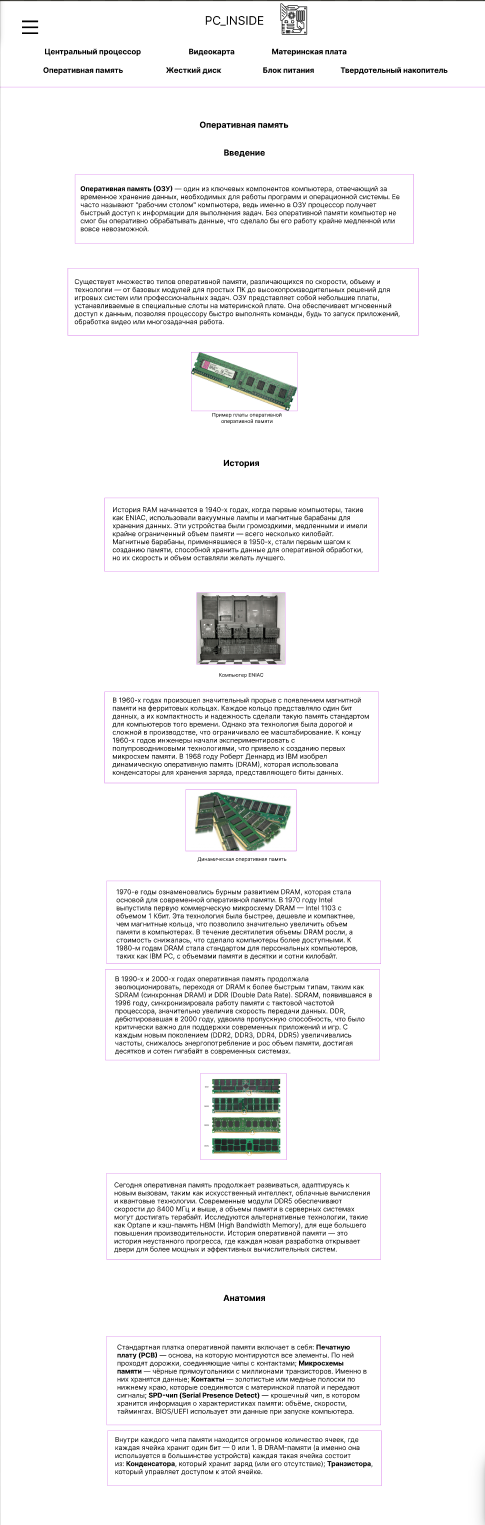 PC_INSIDE
Центральный процессор Видеокарта Материнская плата
Оперативная память Жесткий диск Блок питания Твердотельный накопитель
Оперативная память
Введение
Оперативная память (ОЗУ) — один из ключевых компонентов компьютера, отвечающий за
временное хранение данных, необходимых для работы программ и операционной системы. Ее
часто называют "рабочим столом" компьютера, ведь именно в ОЗУ процессор получает
быстрый доступ к информации для выполнения задач. Без оперативной памяти компьютер не
смог бы оперативно обрабатывать данные, что сделало бы его работу крайне медленной или
вовсе невозможной.
Существует множество типов оперативной памяти, различающихся по скорости, объему и
технологии — от базовых модулей для простых ПК до высокопроизводительных решений для
игровых систем или профессиональных задач. ОЗУ представляет собой небольшие платы,
устанавливаемые в специальные слоты на материнской плате. Она обеспечивает мгновенный
доступ к данным, позволяя процессору быстро выполнять команды, будь то запуск приложений,
обработка видео или многозадачная работа.
Пример платы оперативной
оперативной памяти
История
История RAM начинается в 1940-х годах, когда первые компьютеры, такие
как ENIAC, использовали вакуумные лампы и магнитные барабаны для
хранения данных. Эти устройства были громоздкими, медленными и имели
крайне ограниченный объем памяти — всего несколько килобайт.
Магнитные барабаны, применявшиеся в 1950-х, стали первым шагом к
созданию памяти, способной хранить данные для оперативной обработки,
но их скорость и объем оставляли желать лучшего.
Компьютер ENIAC
В 1960-х годах произошел значительный прорыв с появлением магнитной
памяти на ферритовых кольцах. Каждое кольцо представляло один бит
данных, а их компактность и надежность сделали такую память стандартом
для компьютеров того времени. Однако эта технология была дорогой и
сложной в производстве, что ограничивало ее масштабирование. К концу
1960-х годов инженеры начали экспериментировать с
полупроводниковыми технологиями, что привело к созданию первых
микросхем памяти. В 1968 году Роберт Деннард из IBM изобрел
динамическую оперативную память (DRAM), которая использовала
конденсаторы для хранения заряда, представляющего биты данных.
Динамическая оперативная память
1970-е годы ознаменовались бурным развитием DRAM, которая стала
основой для современной оперативной памяти. В 1970 году Intel
выпустила первую коммерческую микросхему DRAM — Intel 1103 с
объемом 1 Кбит. Эта технология была быстрее, дешевле и компактнее,
чем магнитные кольца, что позволило значительно увеличить объем
памяти в компьютерах. В течение десятилетия объемы DRAM росли, а
стоимость снижалась, что сделало компьютеры более доступными. К
1980-м годам DRAM стала стандартом для персональных компьютеров,
таких как IBM PC, с объемами памяти в десятки и сотни килобайт.
В 1990-х и 2000-х годах оперативная память продолжала
эволюционировать, переходя от DRAM к более быстрым типам, таким как
SDRAM (синхронная DRAM) и DDR (Double Data Rate). SDRAM, появившаяся в
1996 году, синхронизировала работу памяти с тактовой частотой
процессора, значительно увеличив скорость передачи данных. DDR,
дебютировавшая в 2000 году, удвоила пропускную способность, что было
критически важно для поддержки современных приложений и игр. С
каждым новым поколением (DDR2, DDR3, DDR4, DDR5) увеличивались
частоты, снижалось энергопотребление и рос объем памяти, достигая
десятков и сотен гигабайт в современных системах.
Сегодня оперативная память продолжает развиваться, адаптируясь к
новым вызовам, таким как искусственный интеллект, облачные вычисления
и квантовые технологии. Современные модули DDR5 обеспечивают
скорости до 8400 МГц и выше, а объемы памяти в серверных системах
могут достигать терабайт. Исследуются альтернативные технологии, такие
как Optane и кэш-память HBM (High Bandwidth Memory), для еще большего
повышения производительности. История оперативной памяти — это
история неустанного прогресса, где каждая новая разработка открывает
двери для более мощных и эффективных вычислительных систем.
Анатомия
Стандартная платка оперативной памяти включает в себя: Печатную
плату (PCB) — основа, на которую монтируются все элементы. По ней
проходят дорожки, соединяющие чипы с контактами; Микросхемы
памяти — чёрные прямоугольники с миллионами транзисторов. Именно в
них хранятся данные; Контакты — золотистые или медные полоски по
нижнему краю, которые соединяются с материнской платой и передают
сигналы; SPD-чип (Serial Presence Detect) — крошечный чип, в котором
хранится информация о характеристиках памяти: объёме, скорости,
таймингах. BIOS/UEFI использует эти данные при запуске компьютера.
Внутри каждого чипа памяти находится огромное количество ячеек, где
каждая ячейка хранит один бит — 0 или 1. В DRAM-памяти (а именно она
используется в большинстве устройств) каждая такая ячейка состоит
из: Конденсатора, который хранит заряд (или его отсутствие); Транзистора,
который управляет доступом к этой ячейке.